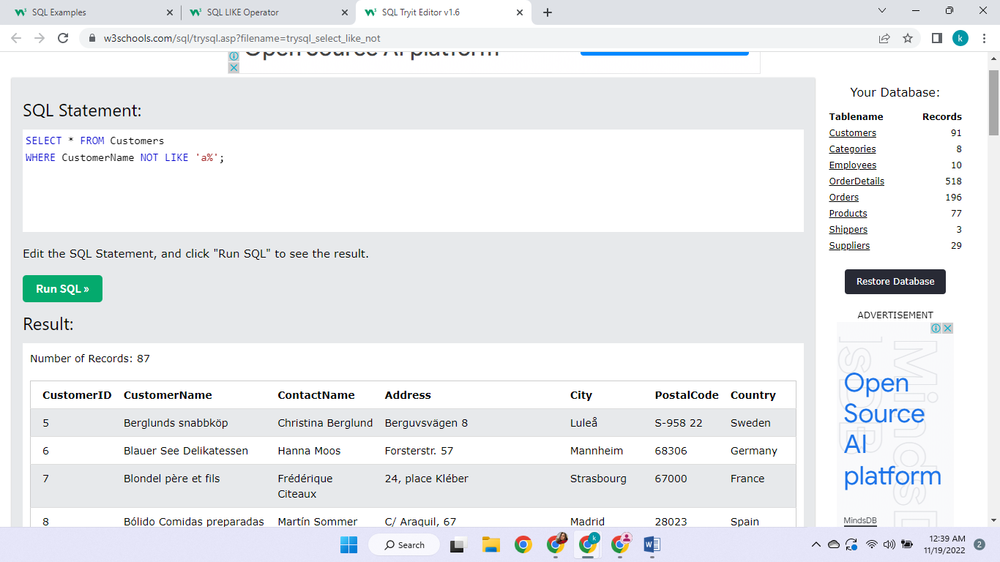 SQL Examples
SQL LIKE Operator
SQL Tryit Editor v1.6
w3schools.com/sql/trysql.asp?filename=trysql_select_like_not
k
Open Source AI platform
SQL Statement:
SELECT * FROM Customers
WHERE CustomerName NOT LIKE 'a%';
Edit the SQL Statement, and click "Run SQL" to see the result.
Run SQL »
Result:
Number of Records: 87
CustomerID CustomerName ContactName Address City PostalCode Country
5 Berglunds snabbköp Christina Berglund Berguvsvägen 8 Luleå S-958 22 Sweden
6 Blauer See Delikatessen Hanna Moos Forsterstr. 57 Mannheim 68306 Germany
7 Blondel père et fils Frédérique Citeaux 24, place Kléber Strasbourg 67000 France
8 Bólido Comidas preparadas Martín Sommer C/ Araquil, 67 Madrid 28023 Spain
Your Database:
Tablename Records
Customers 91
Categories 8
Employees 10
OrderDetails 518
Orders 196
Products 77
Shippers 3
Suppliers 29
Restore Database
ADVERTISEMENT
Open
Source
AI
platform
MindsDB
Search
k
12:39 AM
11/19/2022
2